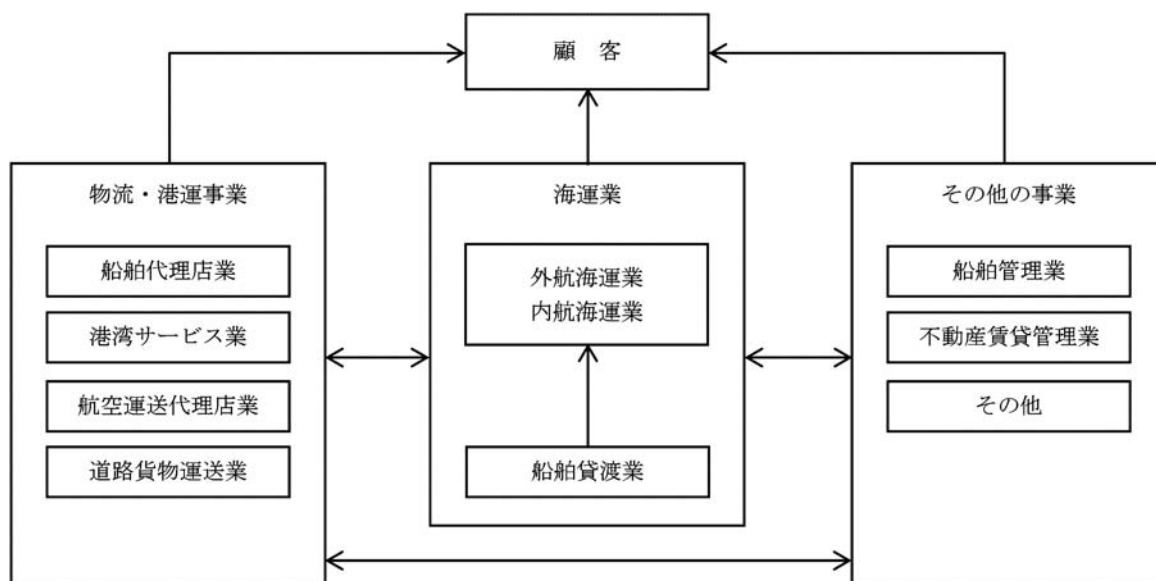 顧　客
物流・港運事業
船舶代理店業
港湾サービス業
航空運送代理店業
道路貨物運送業
海運業
外航海運業
内航海運業
船舶貸渡業
その他の事業
船舶管理業
不動産賃貸管理業
その他